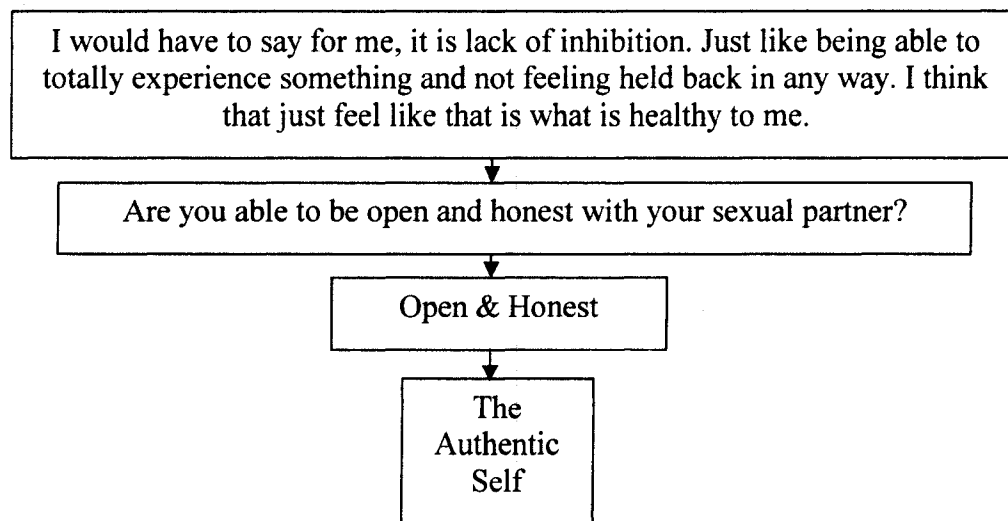 I would have to say for me, it is lack of inhibition. Just like being able to
totally experience something and not feeling held back in any way. I think
that just feel like that is what is healthy to me.
Are you able to be open and honest with your sexual partner?
Open & Honest
The
Authentic
Self